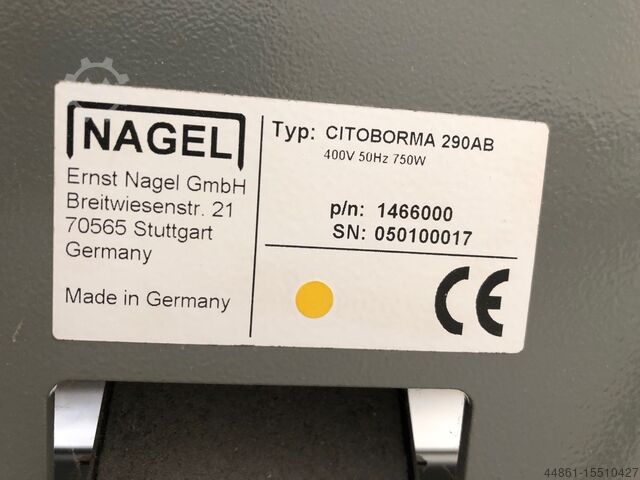 NAGEL
Ernst Nagel GmbH
Breitwiesenstr. 21
70565 Stuttgart
Germany
Made in Germany
Typ: CITOBORMA 290AB
400V 50Hz 750W
p/n: 1466000
SN: 050100017
CE
44861-15510427